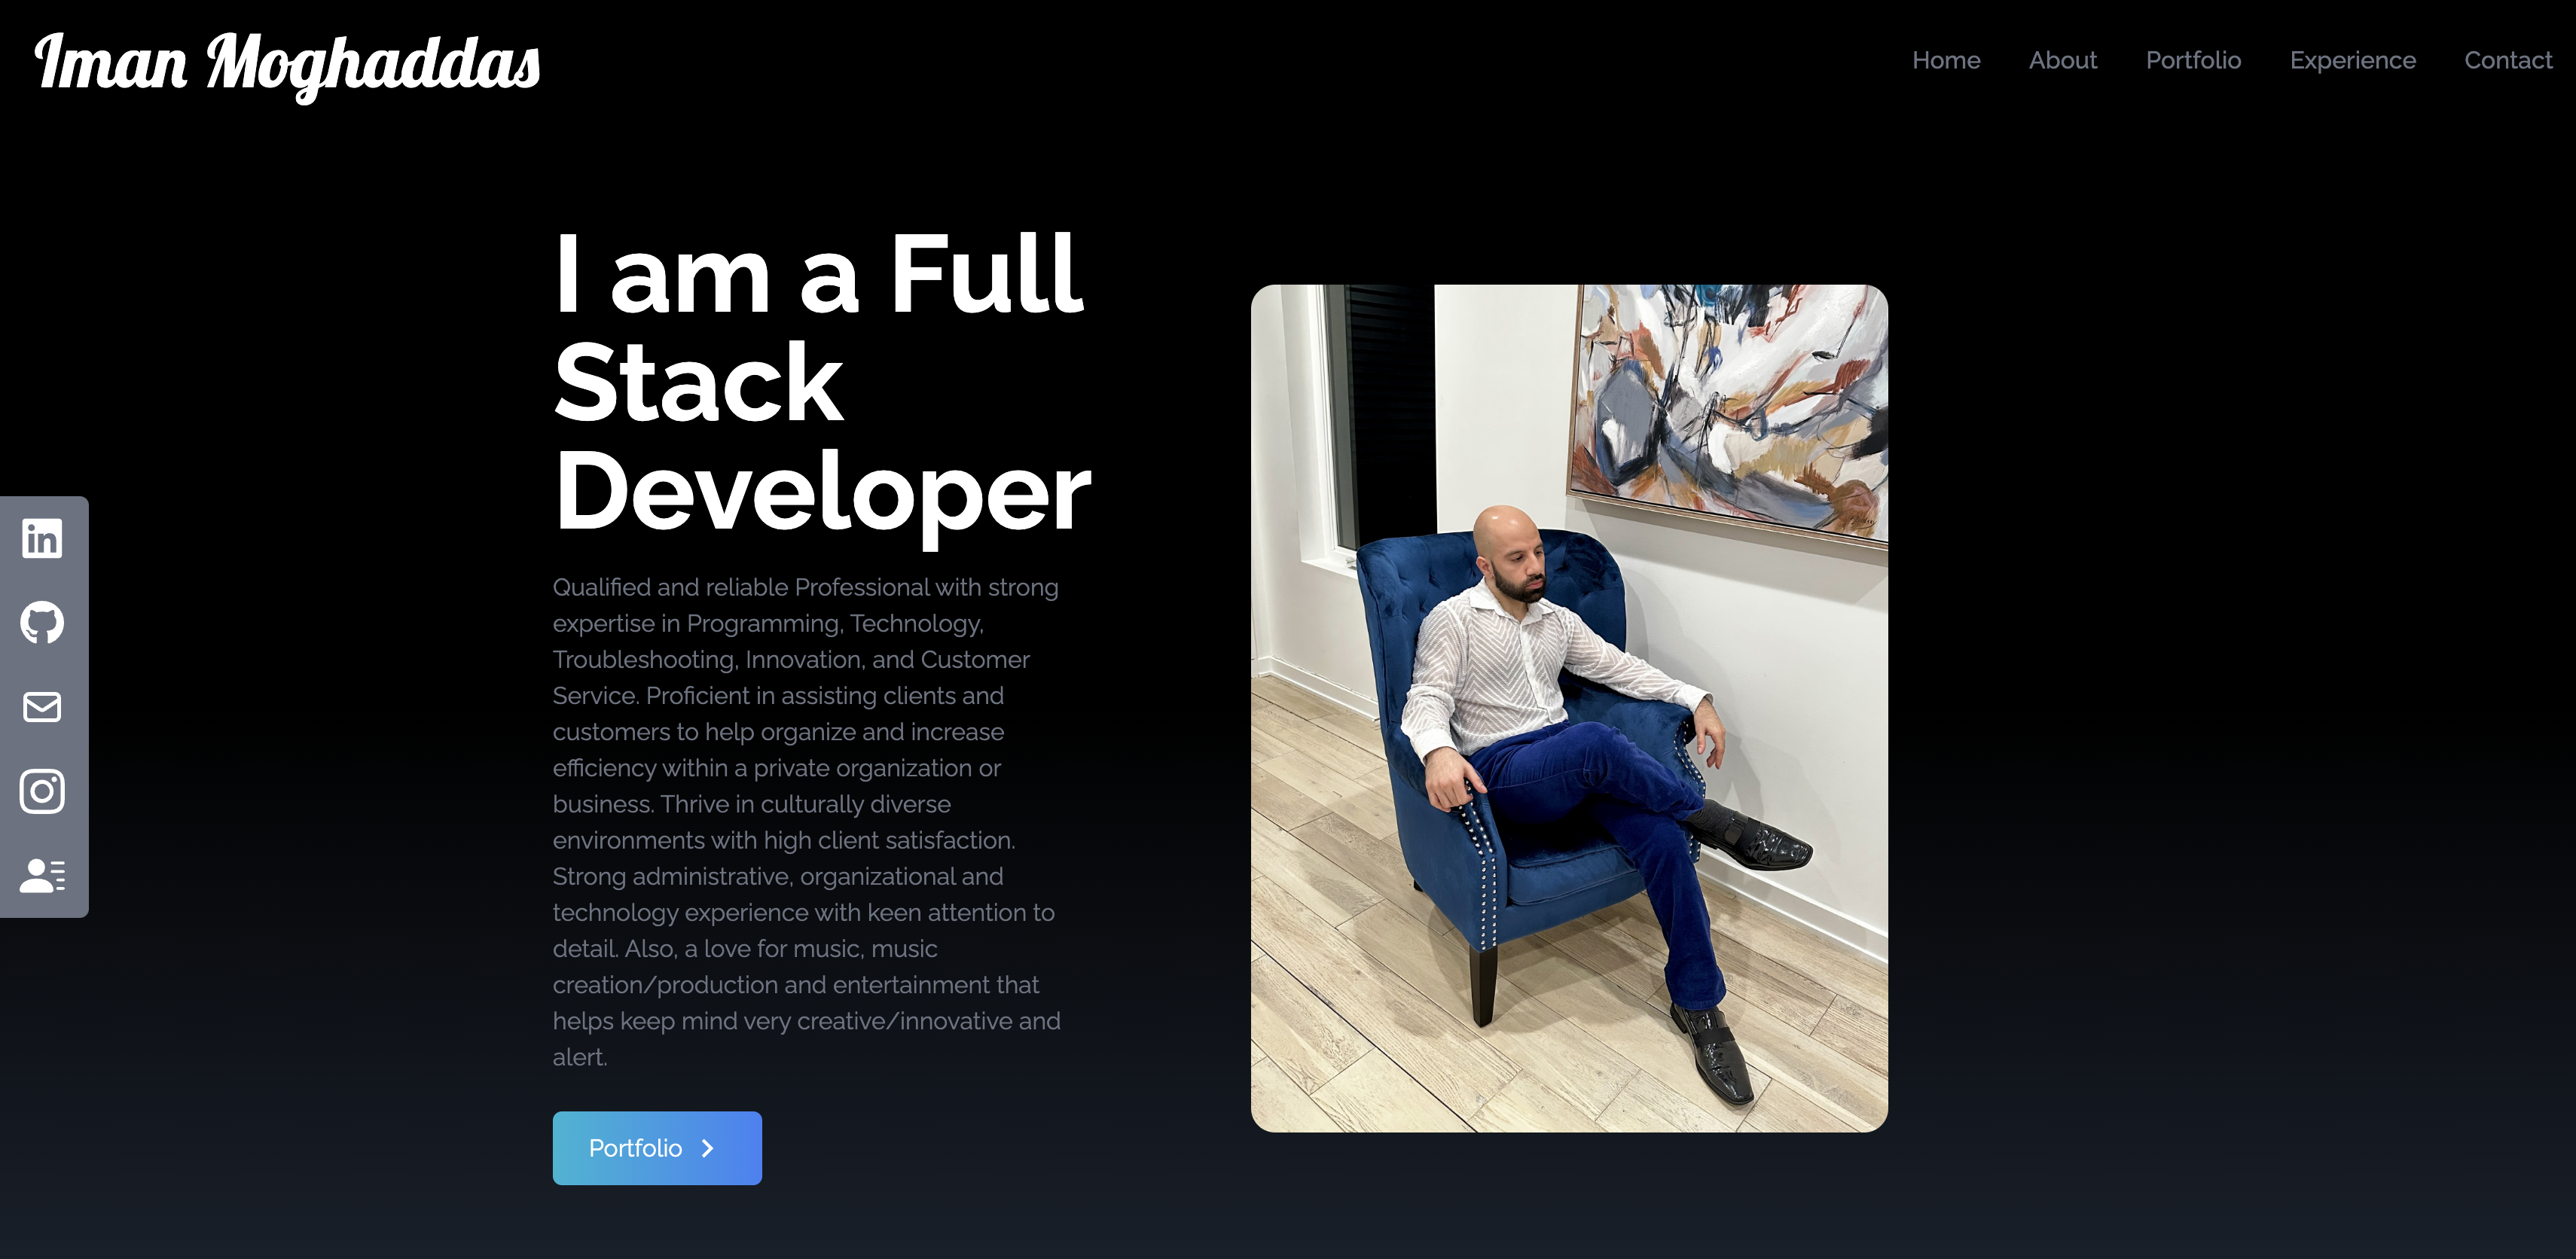 Iman Moghaddas
Home About Portfolio Experience Contact
I am a Full
Stack
Developer
Qualified and reliable Professional with strong
expertise in Programming, Technology,
Troubleshooting, Innovation, and Customer
Service. Proficient in assisting clients and
customers to help organize and increase
efficiency within a private organization or
business. Thrive in culturally diverse
environments with high client satisfaction.
Strong administrative, organizational and
technology experience with keen attention to
detail. Also, a love for music, music
creation/production and entertainment that
helps keep mind very creative/innovative and
alert.
in
Portfolio